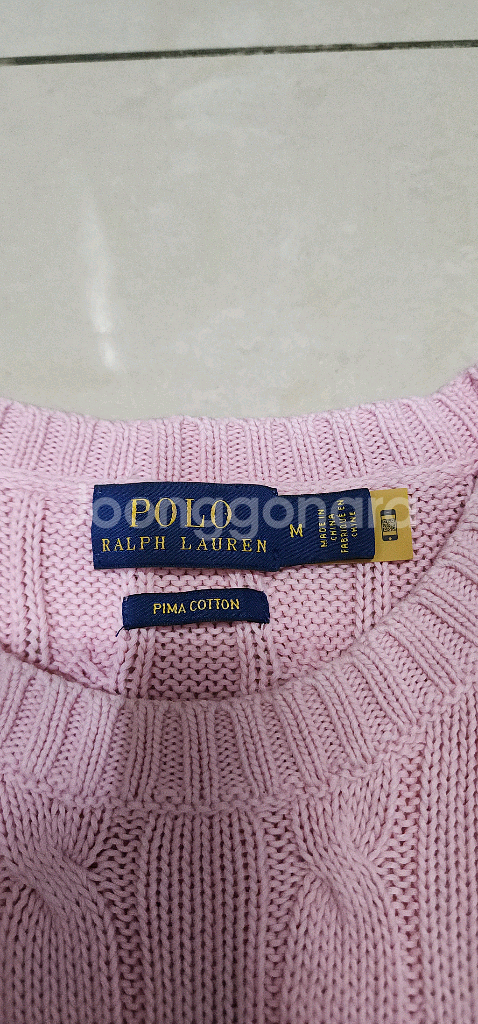 POLO
RALPH LAUREN
M
MADE IN
CHINA
FABRIQUÉ EN
CHINE
PIMA COTTON